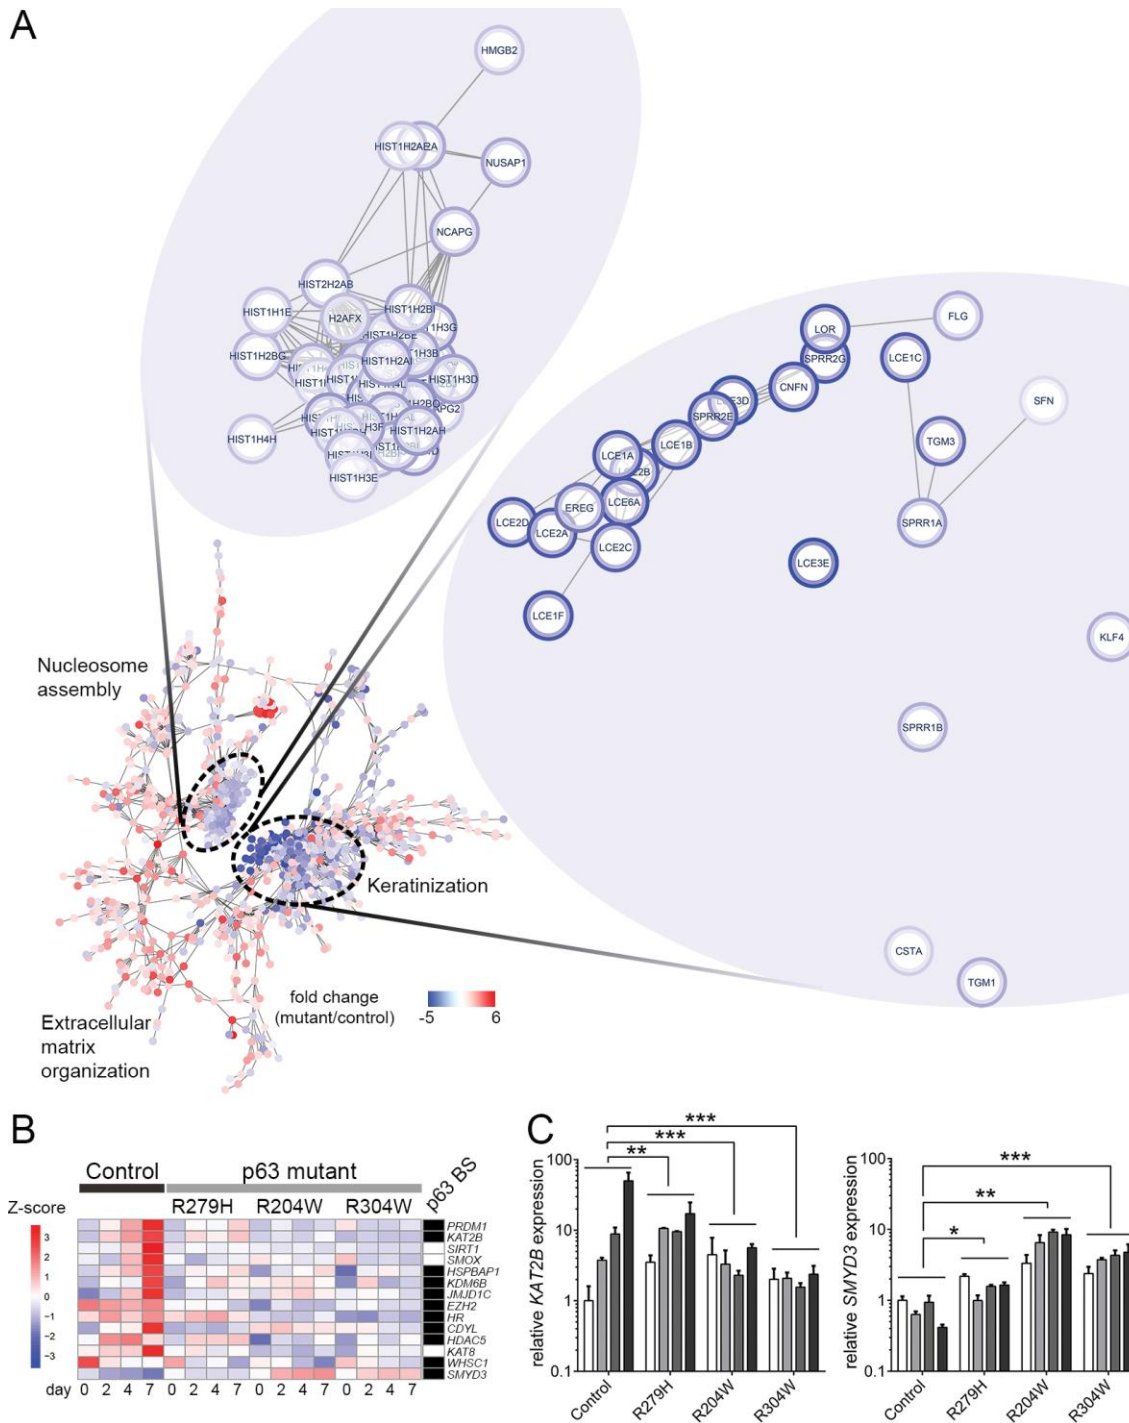 A
HMGB2
NUSAP1
NCAPG
HIST2H2AB
HIST1H1E
H2AFX
HIST1H2BI
HIST1H2BG
HIST1H3D
HIST1H2AH
HIST1H4H
HIST1H3E
LOR
FLG
SPRR2G
LCE1C
CNFN
SFN
SPRR2E
TGM3
LCE1B
LCE1A
LCE6A
EREG
SPRR1A
LCE2D
LCE2A
LCE2C
LCE3E
LCE1F
KLF4
SPRR1B
CSTA
TGM1
Nucleosome
assembly
Keratinization
Extracellular
matrix
organization
fold change
(mutant/control)
-5
6
B
Control
p63 mutant
p63 BS
R279H
R204W
R304W
Z-score
3
2
1
0
−1
−2
−3
PRDM1
KAT2B
SIRT1
SMOX
HSPBAP1
KDM6B
JMJD1C
EZH2
HR
CDYL
HDAC5
KAT8
WHSC1
SMYD3
day 0 2 4 7 0 2 4 7 0 2 4 7 0 2 4 7
C
relative KAT2B expression
100
10
1
0.1
***
***
**
Control
R279H
R204W
R304W
relative SMYD3 expression
100
10
1
0.1
***
**
*
Control
R279H
R204W
R304W